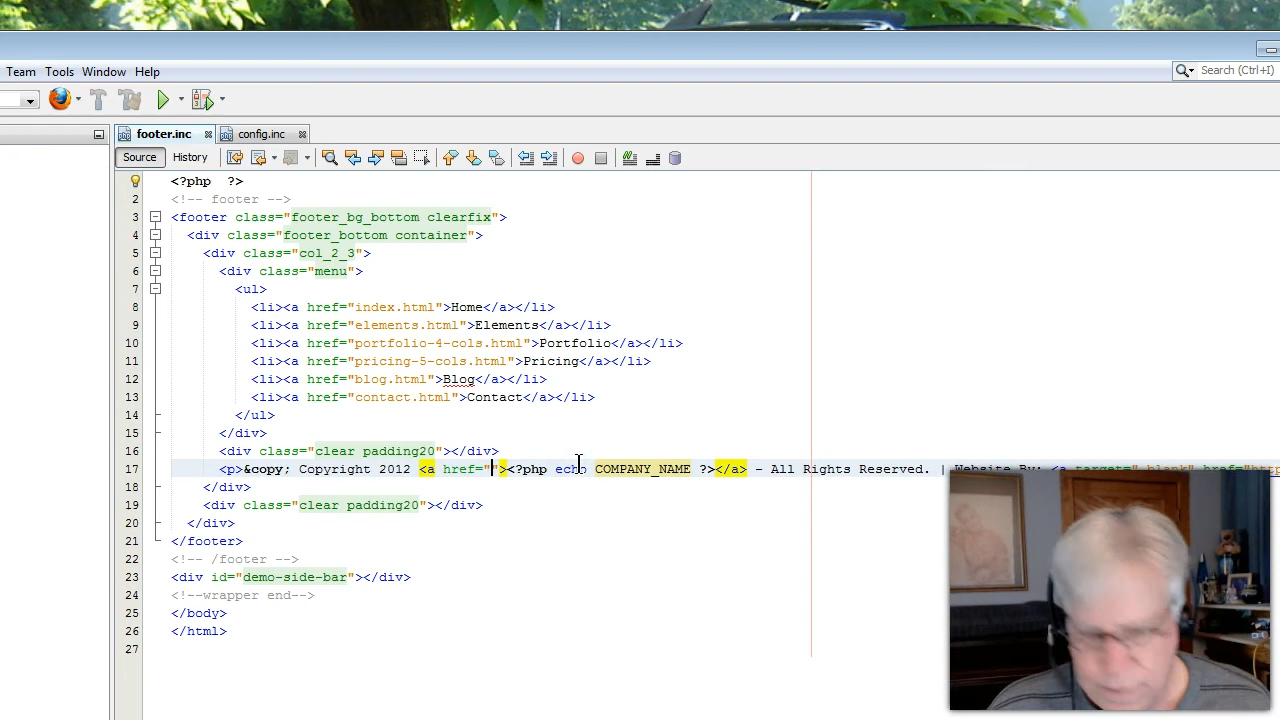 Team Tools Window Help
Search (Ctrl+I)
footer.inc config.inc
Source History
<?php ?>
2 <!-- footer -->
3 <footer class="footer_bg_bottom clearfix">
4 <div class="footer_bottom container">
5 <div class="col_2_3">
6 <div class="menu">
7 <ul>
8 <li><a href="index.html">Home</a></li>
9 <li><a href="elements.html">Elements</a></li>
10 <li><a href="portfolio-4-cols.html">Portfolio</a></li>
11 <li><a href="pricing-5-cols.html">Pricing</a></li>
12 <li><a href="blog.html">Blog</a></li>
13 <li><a href="contact.html">Contact</a></li>
14 </ul>
15 </div>
16 <div class="clear padding20"></div>
17 <p>&copy; Copyright 2012 <a href=""><?php echo COMPANY_NAME ?></a> - All Rights Reserved. | Website By: <a target="_blank" href="http
18 </div>
19 <div class="clear padding20"></div>
20 </div>
21 </footer>
22 <!-- /footer -->
23 <div id="demo-side-bar"></div>
24 <!--wrapper end-->
25 </body>
26 </html>
27